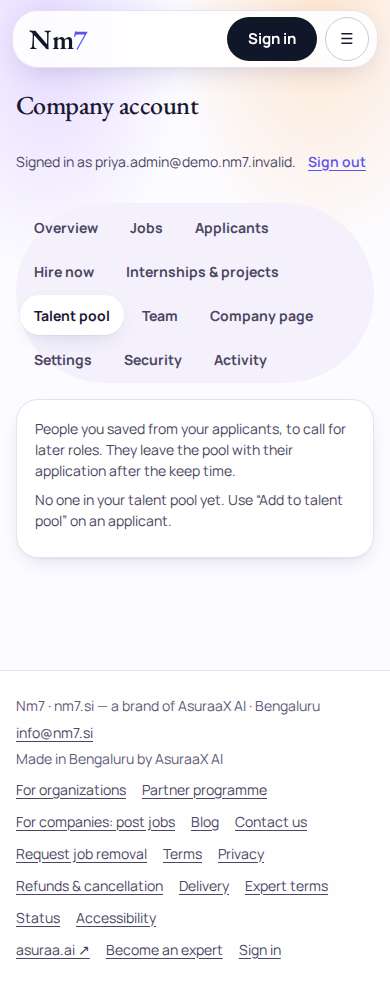 Nm7
Sign in
☰
Company account
Signed in as priya.admin@demo.nm7.invalid. Sign out
Overview Jobs Applicants
Hire now Internships & projects
Talent pool Team Company page
Settings Security Activity
People you saved from your applicants, to call for
later roles. They leave the pool with their
application after the keep time.
No one in your talent pool yet. Use “Add to talent
pool” on an applicant.
Nm7 · nm7.si — a brand of AsuraaX AI · Bengaluru
info@nm7.si
Made in Bengaluru by AsuraaX AI
For organizations Partner programme
For companies: post jobs Blog Contact us
Request job removal Terms Privacy
Refunds & cancellation Delivery Expert terms
Status Accessibility
asuraa.ai ↗ Become an expert Sign in